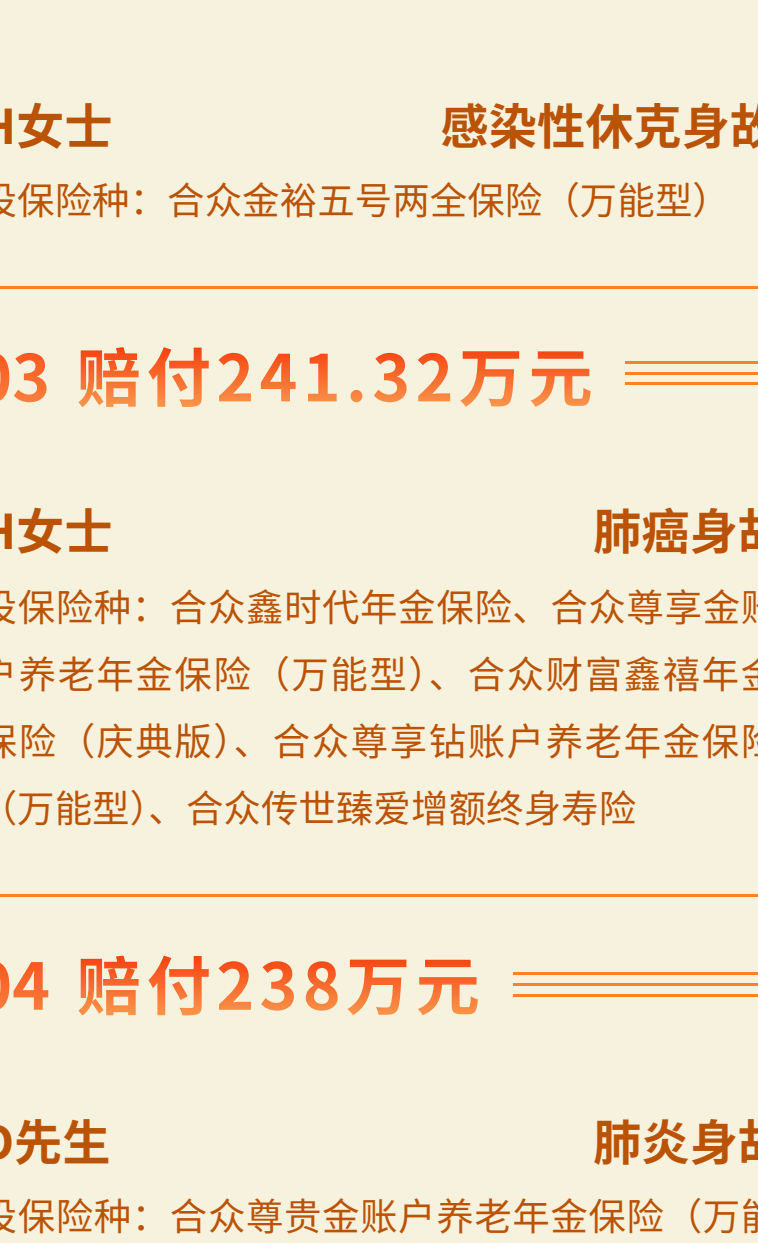 H女士 感染性休克身故
投保险种：合众金裕五号两全保险（万能型）
03 赔付241.32万元
H女士 肺癌身故
投保险种：合众鑫时代年金保险、合众尊享金账
户养老年金保险（万能型）、合众财富鑫禧年金
保险（庆典版）、合众尊享钻账户养老年金保险
（万能型）、合众传世臻爱增额终身寿险
04 赔付238万元
先生 肺炎身故
投保险种：合众尊贵金账户养老年金保险（万能